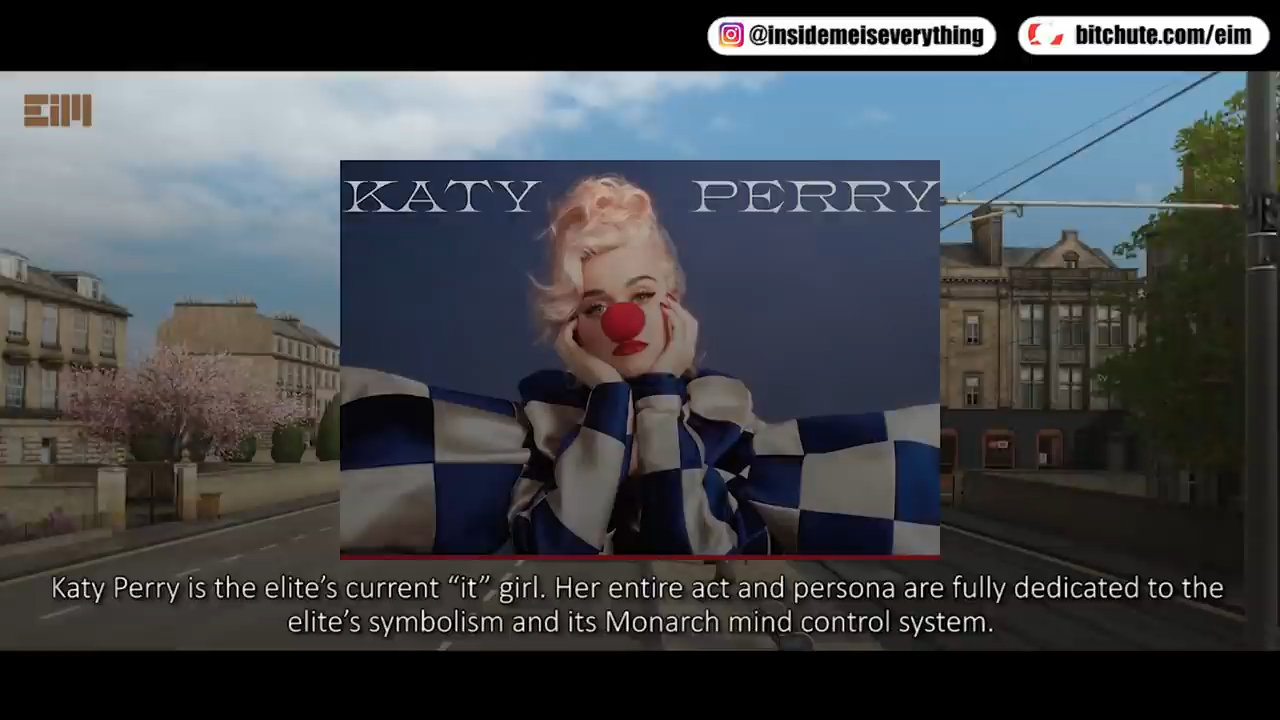 @insidemeiseverything
bitchute.com/eim
EiM
KATY PERRY
Katy Perry is the elite’s current “it” girl. Her entire act and persona are fully dedicated to the
elite’s symbolism and its Monarch mind control system.